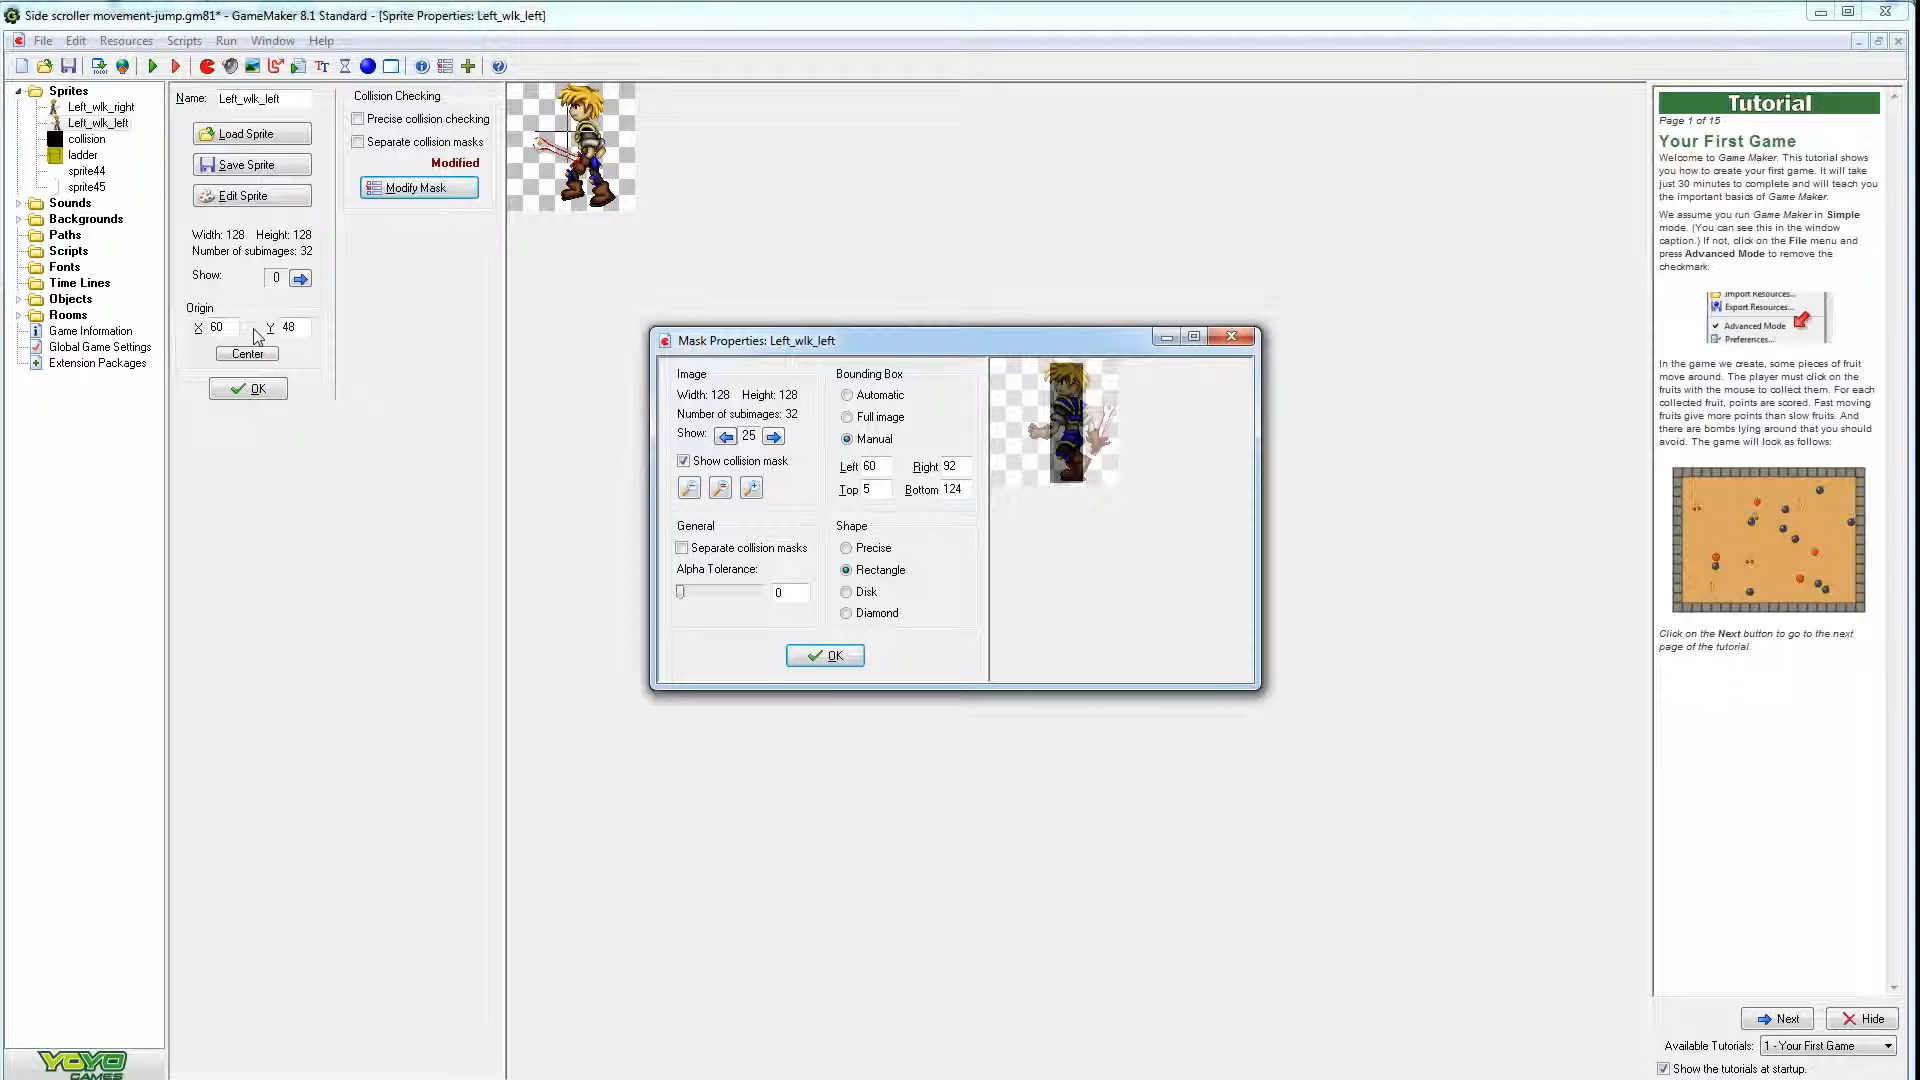 Side scroller movement-jump.gm81* - GameMaker 8.1 Standard - [Sprite Properties: Left_wlk_left]
File Edit Resources Scripts Run Window Help
Sprites
Left_wlk_right
Left_wlk_left
collision
ladder
sprite44
sprite45
Sounds
Backgrounds
Paths
Scripts
Fonts
Time Lines
Objects
Rooms
Game Information
Global Game Settings
Extension Packages
YOYO
GAMES
Name: Left_wlk_left
Load Sprite
Save Sprite
Edit Sprite
Width: 128 Height: 128
Number of subimages: 32
Show: 0
Origin
X 60 Y 48
Center
OK
Collision Checking
Precise collision checking
Separate collision masks
Modified
Modify Mask
Mask Properties: Left_wlk_left
Image
Width: 128 Height: 128
Number of subimages: 32
Show: 25
Show collision mask
General
Separate collision masks
Alpha Tolerance:
0
Bounding Box
Automatic
Full image
Manual
Left 60 Right 92
Top 5 Bottom 124
Shape
Precise
Rectangle
Disk
Diamond
OK
Tutorial
Page 1 of 15
Your First Game
Welcome to Game Maker. This tutorial shows
you how to create your first game. It will take
just 30 minutes to complete and will teach you
the important basics of Game Maker.
We assume you run Game Maker in Simple
mode. (You can see this in the window
caption.) If not, click on the File menu and
press Advanced Mode to remove the
checkmark:
Import Resources...
Export Resources...
Advanced Mode
Preferences...
In the game we create, some pieces of fruit
move around. The player must click on the
fruits with the mouse to collect them. For each
collected fruit, points are scored. Fast moving
fruits give more points than slow fruits. And
there are bombs lying around that you should
avoid. The game will look as follows:
Click on the Next button to go to the next
page of the tutorial.
Next Hide
Available Tutorials: 1 - Your First Game
Show the tutorials at startup.